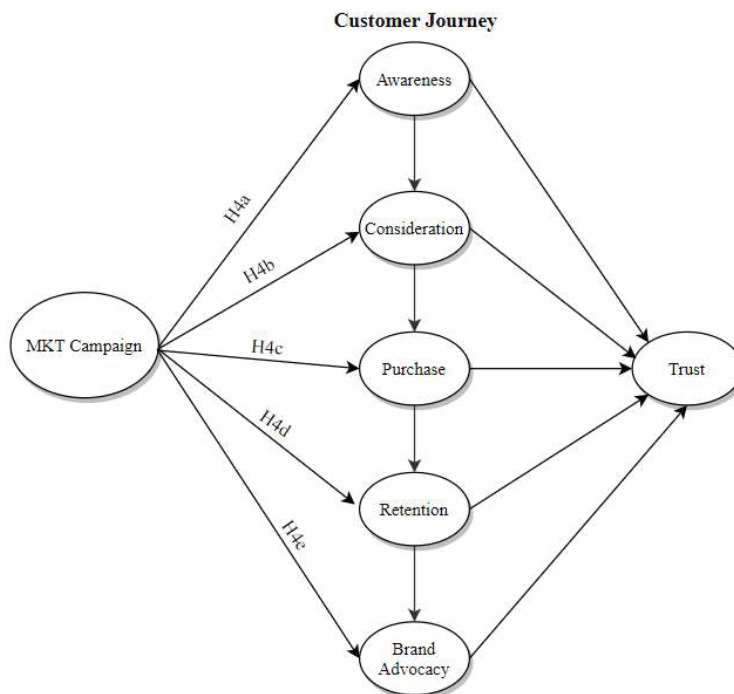 Customer Journey
Awareness
H4a
Consideration
H4b
MKT Campaign
H4c
Purchase
Trust
H4d
Retention
H4e
Brand
Advocacy